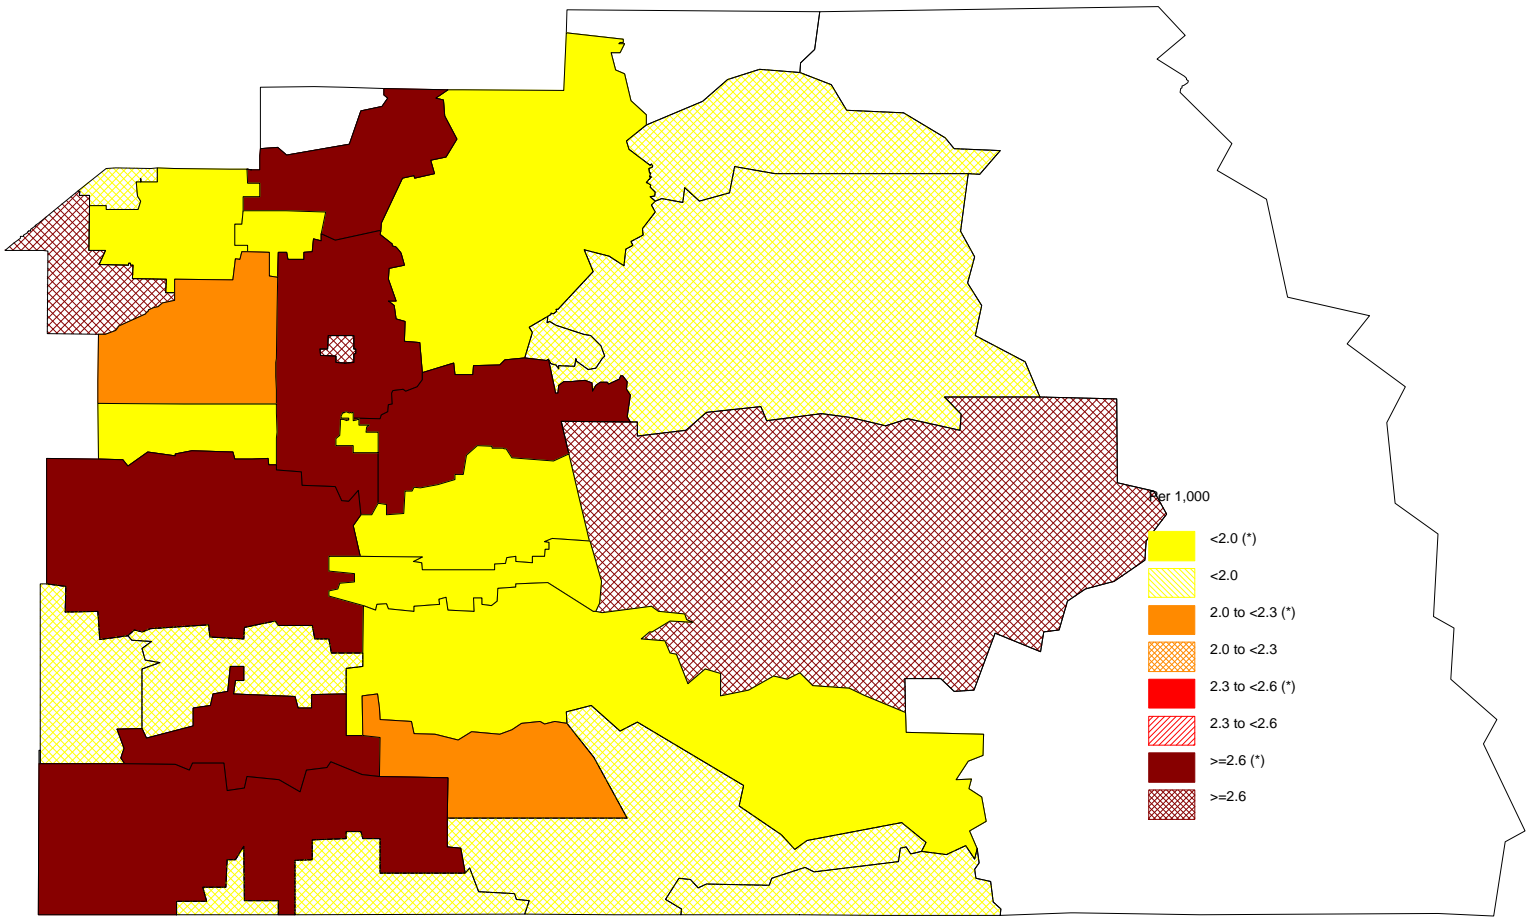 Per 1,000
<2.0 (*)
<2.0
2.0 to <2.3 (*)
2.0 to <2.3
2.3 to <2.6 (*)
2.3 to <2.6
>=2.6 (*)
>=2.6